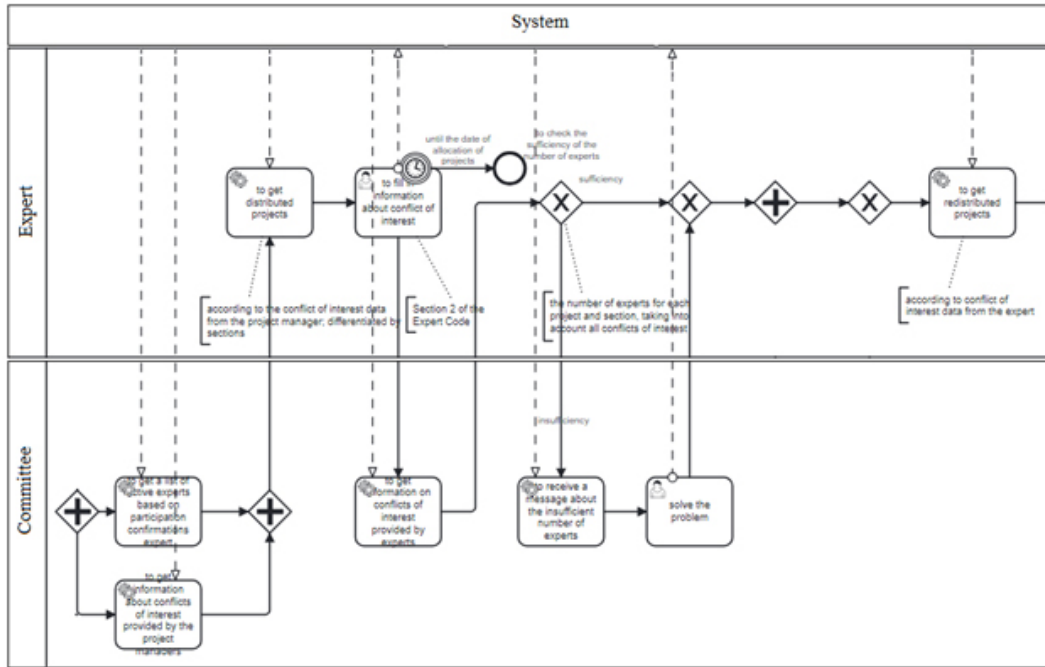 System
Expert
until the date of
allocation of
projects
to check the
sufficiency of the
number of experts
to get
distributed
projects
to fill in
information
about conflict of
interest
sufficiency
to get
redistributed
projects
according to the conflict of interest data
from the project manager; differentiated by
sections
Section 2 of the
Expert Code
the number of experts for each
project and section, taking into
account all conflicts of interest
according to conflict of
interest data from the expert
Committee
insufficiency
to get a list of
active experts
based on
participation
confirmations
expert
to get
information on
conflicts of
interest
provided by
experts
to receive a
message about
the insufficient
number of
experts
solve the
problem
to get
information
about conflicts
of interest
provided by the
project
managers